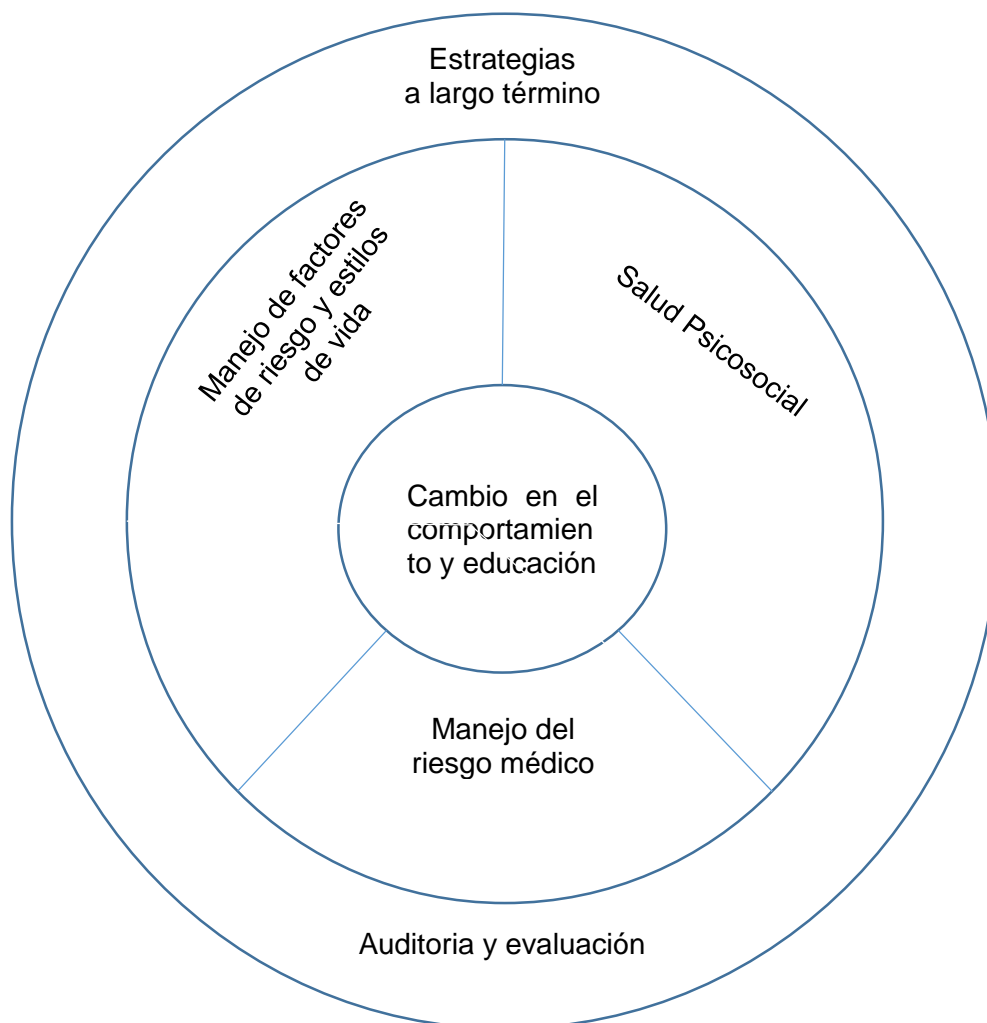 Estrategias
a largo término
Manejo de factores
de riesgo y estilos
de vida
Salud Psicosocial
Cambio en el
comportamien
to y educación
Manejo del
riesgo médico
Auditoria y evaluación